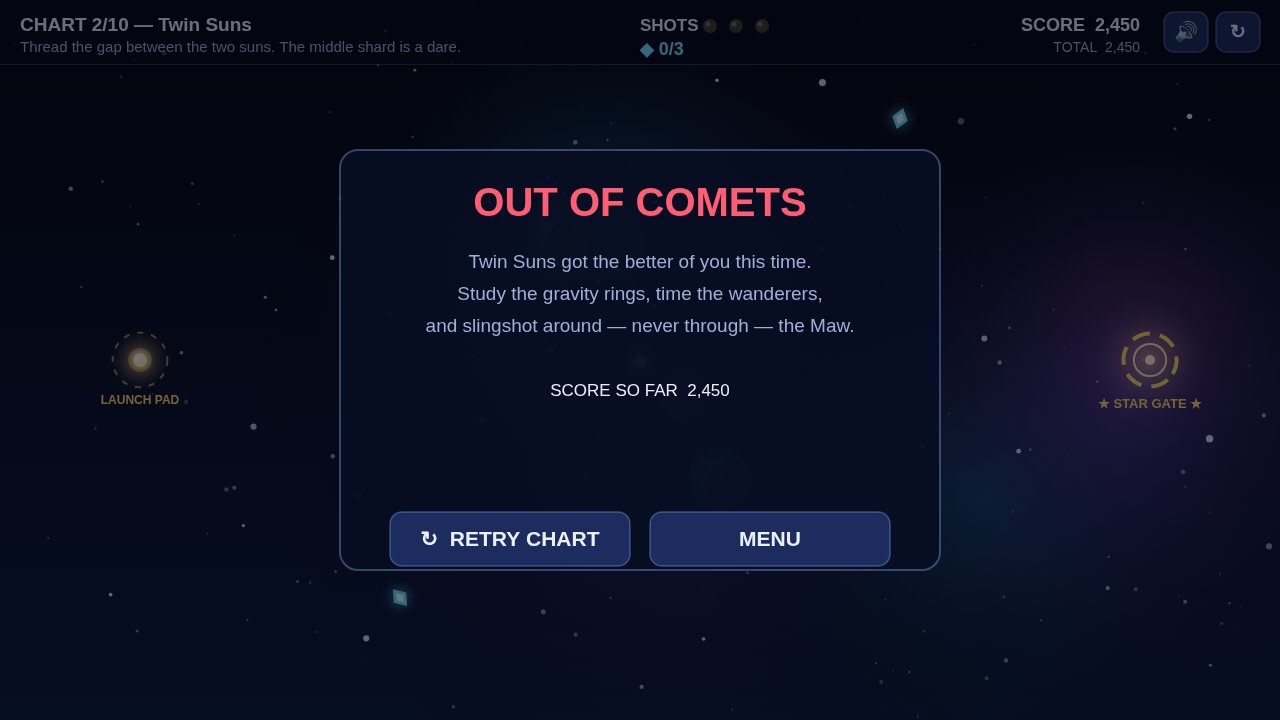 CHART 2/10 — Twin Suns
Thread the gap between the two suns. The middle shard is a dare.
SHOTS
◆ 0/3
SCORE 2,450
TOTAL 2,450
OUT OF COMETS
Twin Suns got the better of you this time.
Study the gravity rings, time the wanderers,
and slingshot around — never through — the Maw.
SCORE SO FAR 2,450
LAUNCH PAD
★ STAR GATE ★
↻ RETRY CHART
MENU